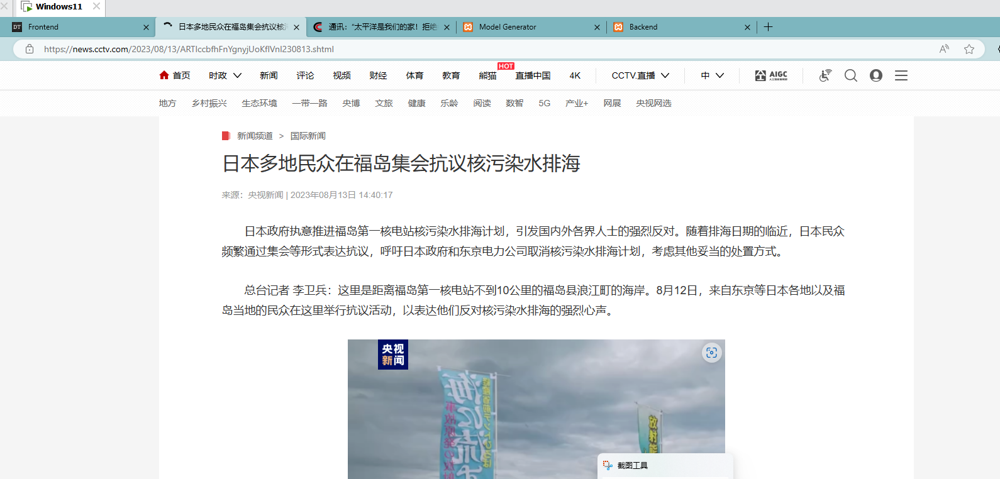 Windows11
DT Frontend
日本多地民众在福岛集会抗议核污
通讯：“太平洋是我们的家！拒绝
Model Generator
Backend
https://news.cctv.com/2023/08/13/ARTIccbfhFnYgnyjUoKfIVnI230813.shtml
首页 时政 新闻 评论 视频 财经 体育 教育 熊猫 HOT 直播中国 4K CCTV.直播 中 AIGC
地方 乡村振兴 生态环境 一带一路 央博 文旅 健康 乐龄 阅读 数智 5G 产业+ 网展 央视网选
新闻频道 > 国际新闻
日本多地民众在福岛集会抗议核污染水排海
来源：央视新闻 | 2023年08月13日 14:40:17
日本政府执意推进福岛第一核电站核污染水排海计划，引发国内外各界人士的强烈反对。随着排海日期的临近，日本民众
频繁通过集会等形式表达抗议，呼吁日本政府和东京电力公司取消核污染水排海计划，考虑其他妥当的处置方式。
总台记者 李卫兵：这里是距离福岛第一核电站不到10公里的福岛县浪江町的海岸。8月12日，来自东京等日本各地以及福
岛当地的民众在这里举行抗议活动，以表达他们反对核污染水排海的强烈心声。
央视
新闻
放射能
截图工具